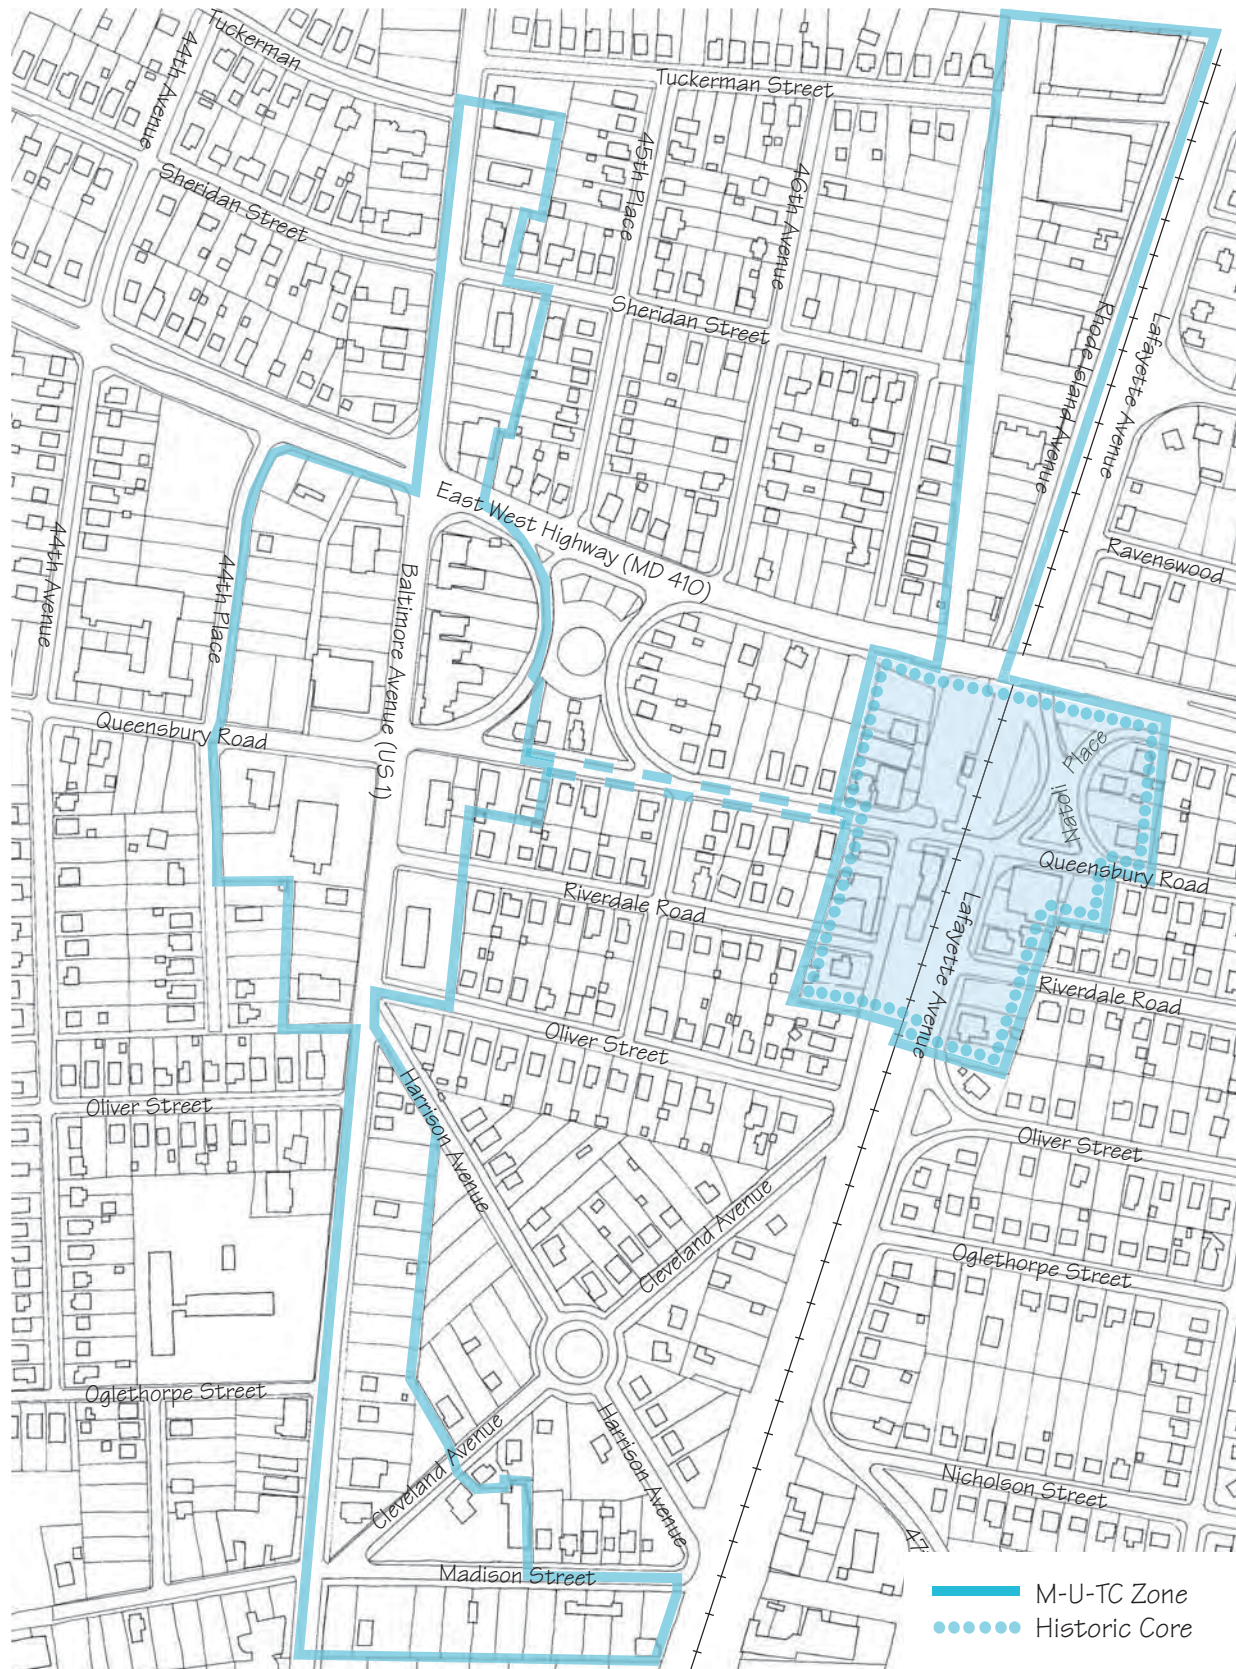 Tuckerman
44th Avenue
Tuckerman Street
45th Place
46th Avenue
Sheridan Street
Sheridan Street
Rhode Island Avenue
Lafayette Avenue
East West Highway (MD 410)
44th Avenue
44th Place
Baltimore Avenue (US 1)
Ravenswood
Queensbury Road
Natoli
Place
Queensbury Road
Riverdale Road
Lafayette Avenue
Riverdale Road
Oliver Street
Oliver Street
Harrison Avenue
Oliver Street
Cleveland Avenue
Oglethorpe Street
Oglethorpe Street
Cleveland Avenue
Harrison Avenue
Nicholson Street
47
Madison Street
M-U-TC Zone
Historic Core